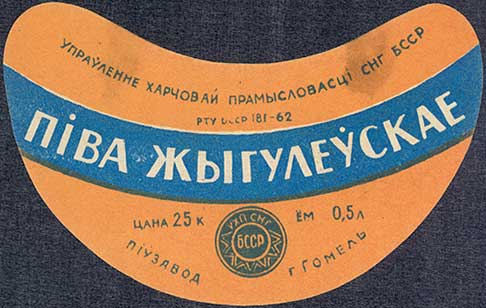 УПРАЎЛЕННЕ ХАРЧОВАЙ ПРАМЫСЛОВАСЦІ СНГ БССР
РТУ БССР 181-62
ПІВА ЖЫГУЛЕЎСКАЕ
ЦАНА 25 К ЁМ 0,5 Л
УХП СНГ
БССР
ПІЎЗАВОД Г ГОМЕЛЬ